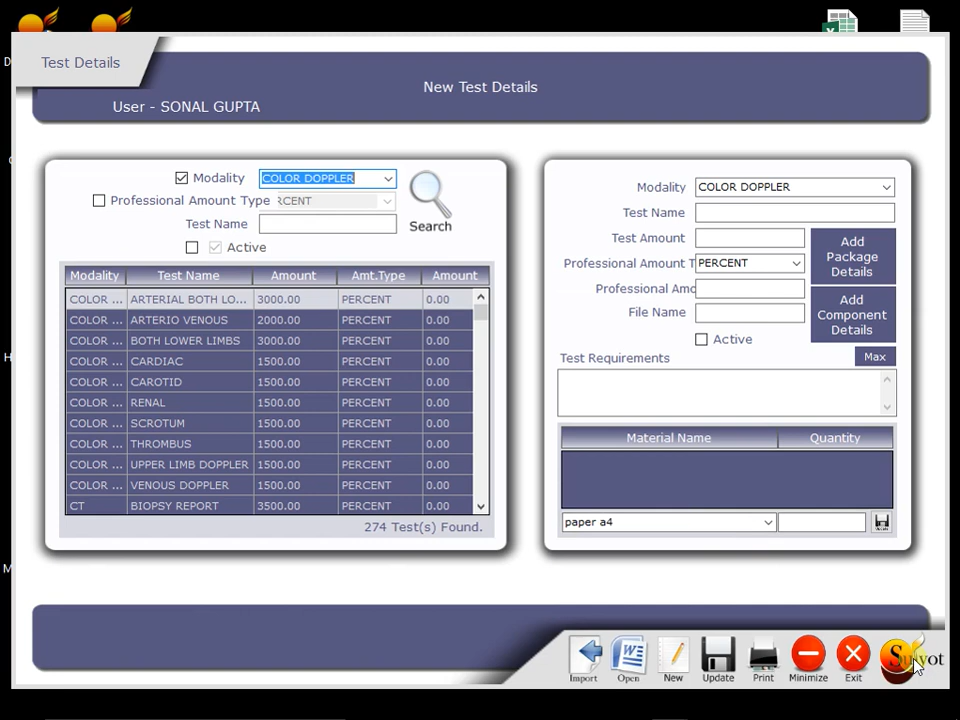 Test Details
New Test Details
User - SONAL GUPTA
Modality COLOR DOPPLER
Professional Amount Type RCENT
Test Name
Active
Search
Modality Test Name Amount Amt.Type Amount
COLOR ... ARTERIAL BOTH LO... 3000.00 PERCENT 0.00
COLOR ... ARTERIO VENOUS 2000.00 PERCENT 0.00
COLOR ... BOTH LOWER LIMBS 3000.00 PERCENT 0.00
COLOR ... CARDIAC 1500.00 PERCENT 0.00
COLOR ... CAROTID 1500.00 PERCENT 0.00
COLOR ... RENAL 1500.00 PERCENT 0.00
COLOR ... SCROTUM 1500.00 PERCENT 0.00
COLOR ... THROMBUS 1500.00 PERCENT 0.00
COLOR ... UPPER LIMB DOPPLER 1500.00 PERCENT 0.00
COLOR ... VENOUS DOPPLER 1500.00 PERCENT 0.00
CT BIOPSY REPORT 3500.00 PERCENT 0.00
274 Test(s) Found.
Modality COLOR DOPPLER
Test Name
Test Amount
Professional Amount T PERCENT
Professional Amo
File Name
Active
Add
Package
Details
Add
Component
Details
Test Requirements Max
Material Name Quantity
paper a4
Import Open New Update Print Minimize Exit